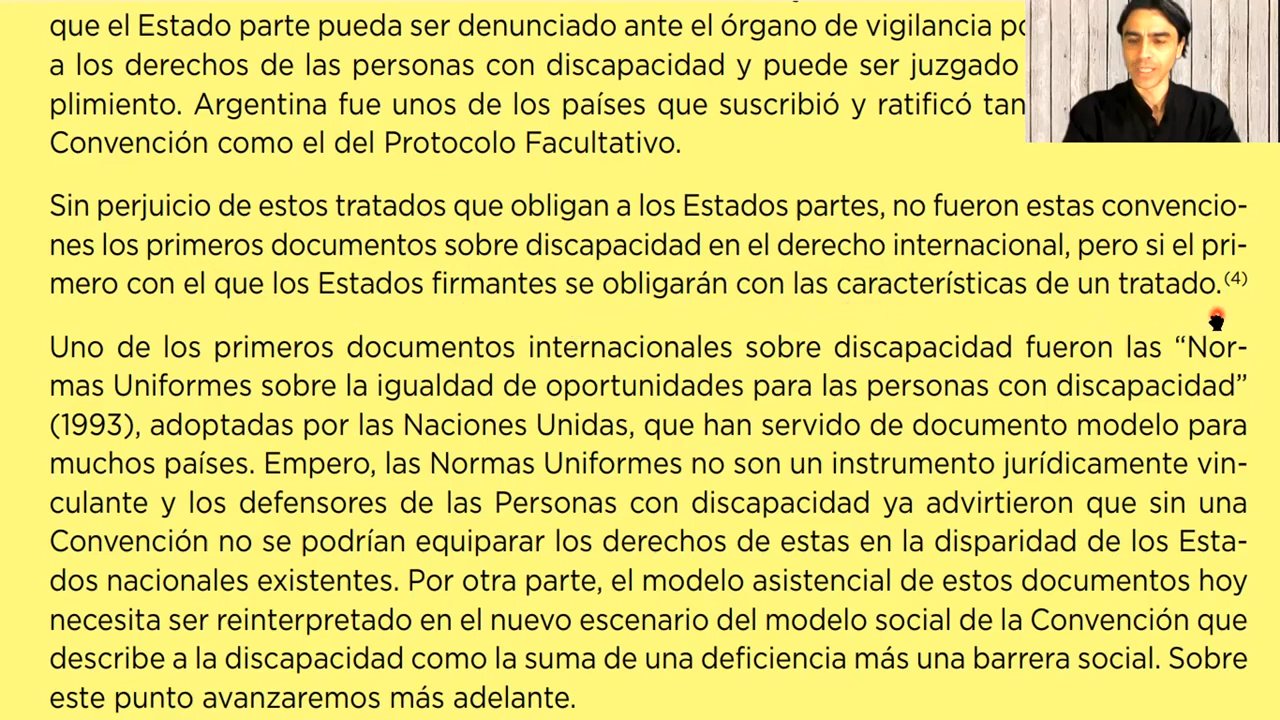 que el Estado parte pueda ser denunciado ante el órgano de vigilancia
a los derechos de las personas con discapacidad y puede ser juzgado
plimiento. Argentina fue unos de los países que suscribió y ratificó
Convención como el del Protocolo Facultativo.
Sin perjuicio de estos tratados que obligan a los Estados partes, no fueron estas convencio-
nes los primeros documentos sobre discapacidad en el derecho internacional, pero si el pri-
mero con el que los Estados firmantes se obligarán con las características de un tratado.(4)
Uno de los primeros documentos internacionales sobre discapacidad fueron las “Nor-
mas Uniformes sobre la igualdad de oportunidades para las personas con discapacidad”
(1993), adoptadas por las Naciones Unidas, que han servido de documento modelo para
muchos países. Empero, las Normas Uniformes no son un instrumento jurídicamente vin-
culante y los defensores de las Personas con discapacidad ya advirtieron que sin una
Convención no se podrían equiparar los derechos de estas en la disparidad de los Esta-
dos nacionales existentes. Por otra parte, el modelo asistencial de estos documentos hoy
necesita ser reinterpretado en el nuevo escenario del modelo social de la Convención que
describe a la discapacidad como la suma de una deficiencia más una barrera social. Sobre
este punto avanzaremos más adelante.